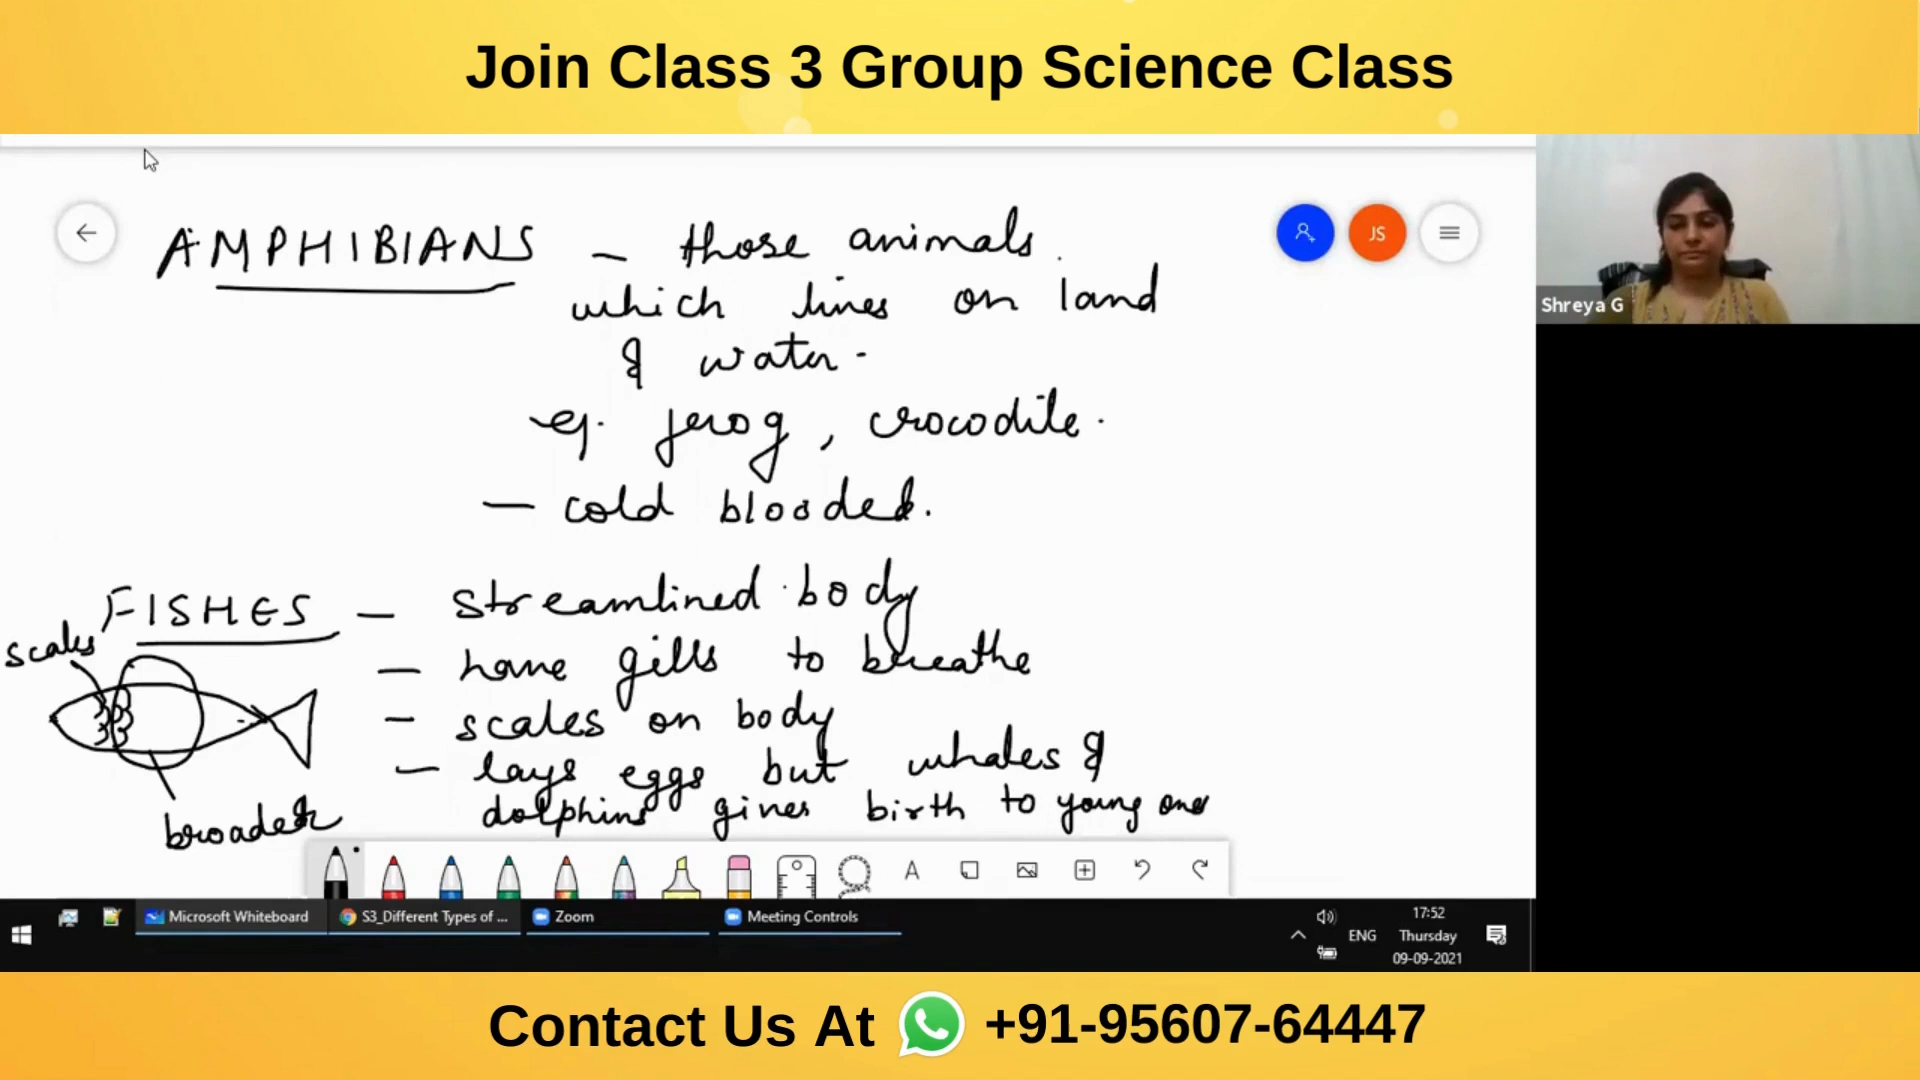 Join Class 3 Group Science Class
AMPHIBIANS - those animals
which lives on land
& water.
eg. frog, crocodile.
- cold blooded.
JS
Shreya G
FISHES - streamlined body
scales
- have gills to breathe
- scales on body
- lays eggs but whales &
dolphins gives birth to young ones
broader
A
Microsoft Whiteboard
S3_Different Types of ...
Zoom
Meeting Controls
ENG
17:52
Thursday
09-09-2021
Contact Us At +91-95607-64447